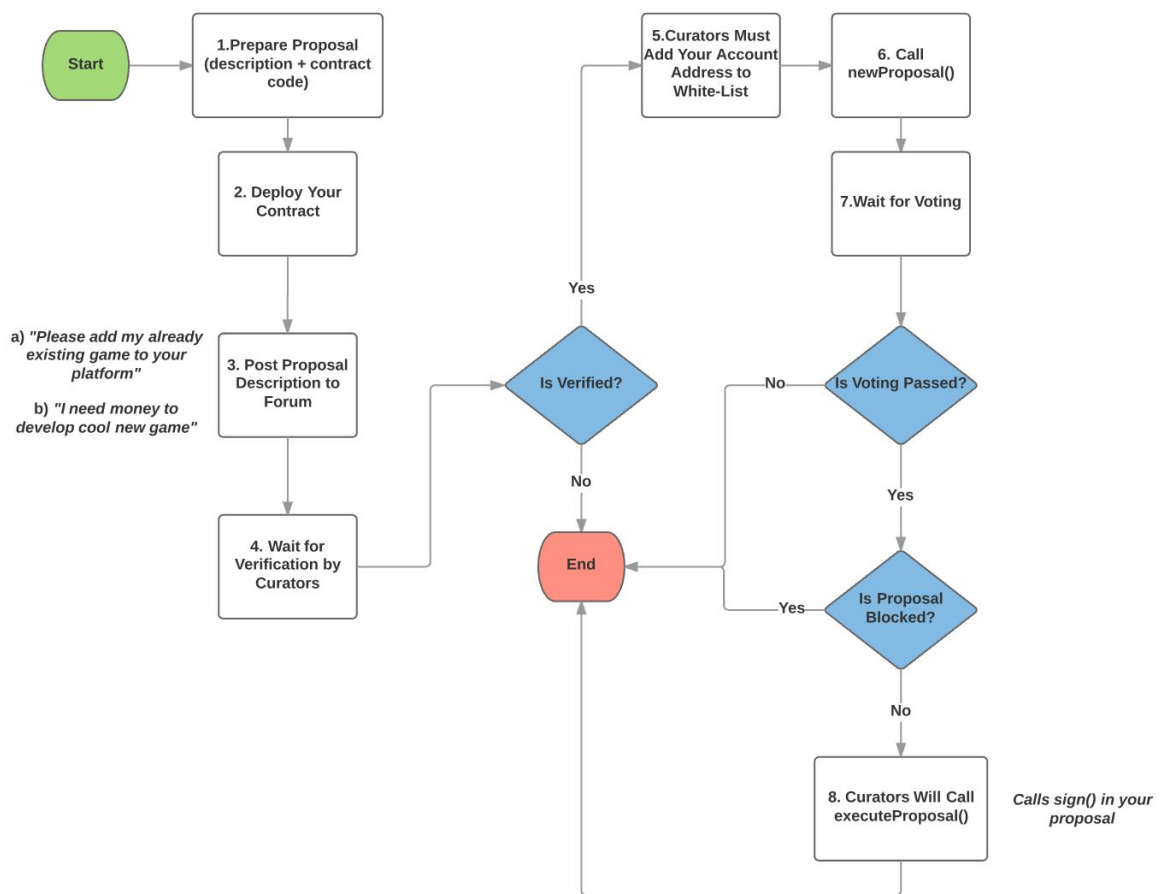 Start
1.Prepare Proposal
(description + contract
code)
2. Deploy Your
Contract
a) "Please add my already
existing game to your
platform"
b) "I need money to
develop cool new game"
3. Post Proposal
Description to
Forum
4. Wait for
Verification by
Curators
Is Verified?
Yes
No
End
5.Curators Must
Add Your Account
Address to
White-List
6. Call
newProposal()
7.Wait for Voting
Is Voting Passed?
No
Yes
Is Proposal
Blocked?
Yes
No
8. Curators Will Call
executeProposal()
Calls sign() in your
proposal